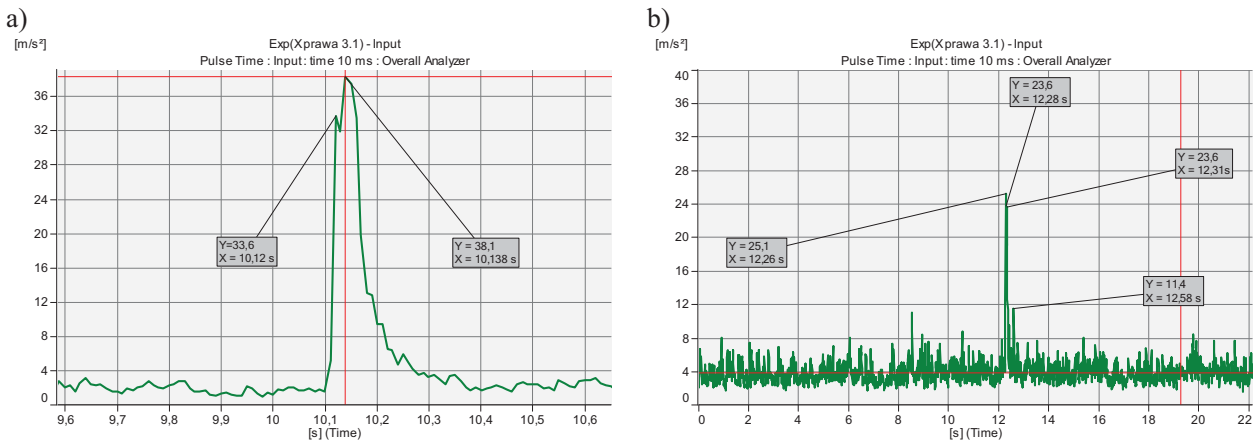 a)
[m/s²]
Exp(Xprawa 3.1) - Input
Pulse Time : Input : time 10 ms : Overall Analyzer
36
32
28
24
20
16
12
8
4
0
Y=33,6
X = 10,12 s
Y = 38,1
X = 10,138 s
9,6 9,7 9,8 9,9 10 10,1 10,2 10,3 10,4 10,5 10,6
[s] (Time)
b)
[m/s²]
Exp(Xprawa 3.1) - Input
Pulse Time : Input : time 10 ms : Overall Analyzer
40
36
32
28
24
20
16
12
8
4
0
Y = 23,6
X = 12,28 s
Y = 23,6
X = 12,31s
Y = 25,1
X = 12,26 s
Y = 11,4
X = 12,58 s
0 2 4 6 8 10 12 14 16 18 20 22
[s] (Time)